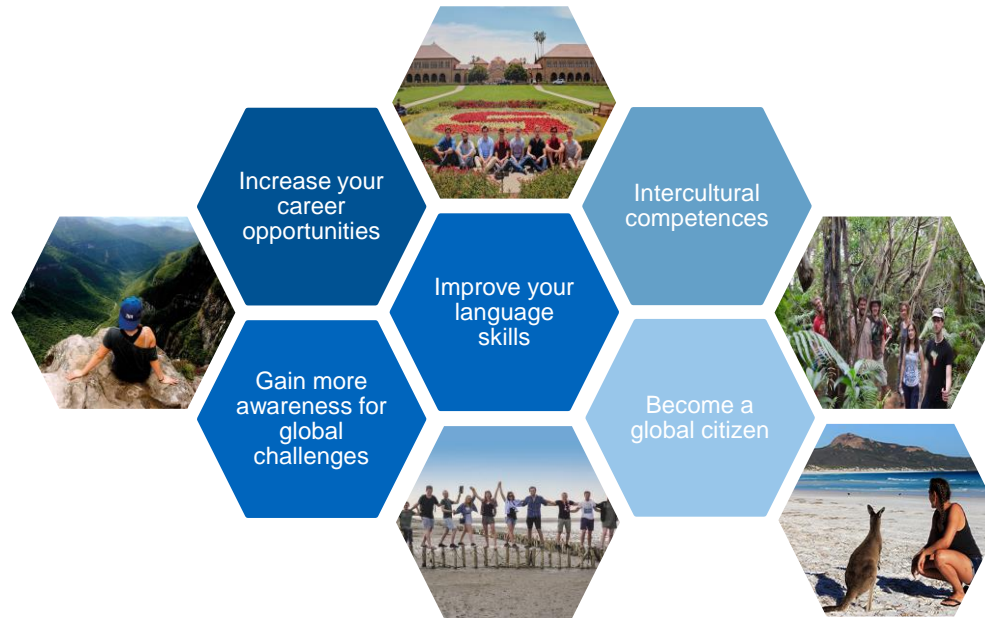 Increase your
career
opportunities
Intercultural
competences
Improve your
language
skills
Gain more
awareness for
global
challenges
Become a
global citizen